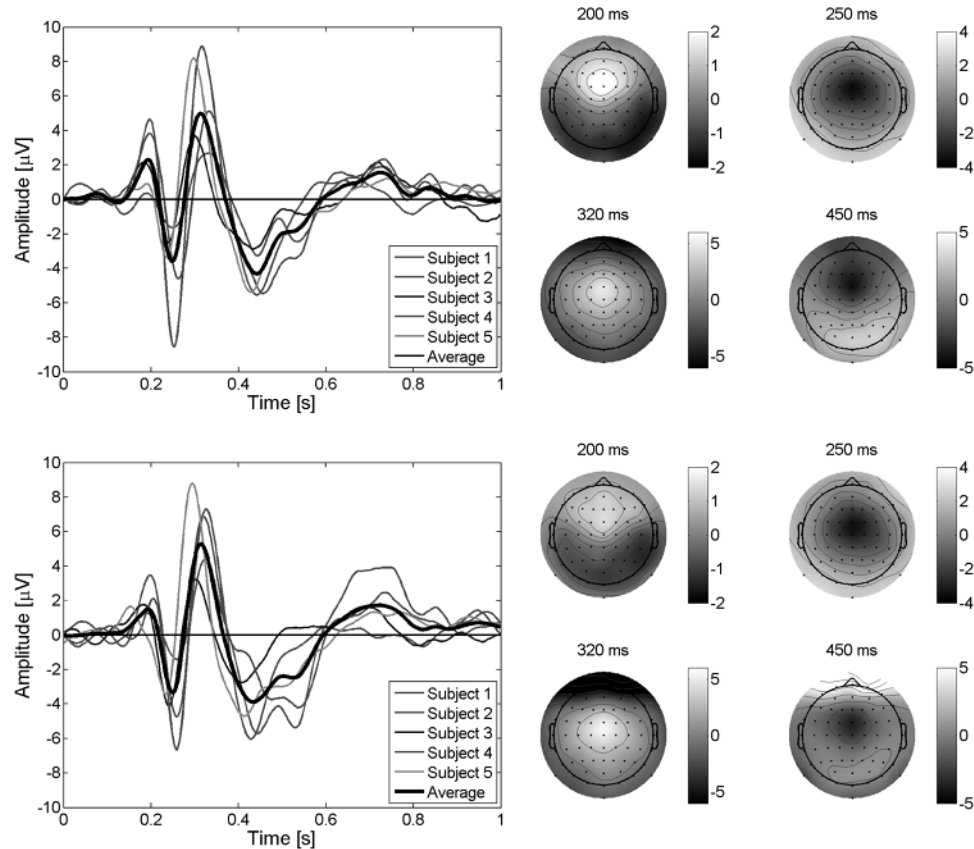 10
8
6
4
2
0
-2
-4
-6
-8
-10
Amplitude [μV]
0 0.2 0.4 0.6 0.8 1
Time [s]
Subject 1
Subject 2
Subject 3
Subject 4
Subject 5
Average
200 ms
2
1
0
-1
-2
250 ms
4
2
0
-2
-4
320 ms
5
0
-5
450 ms
5
0
-5
10
8
6
4
2
0
-2
-4
-6
-8
-10
Amplitude [μV]
0 0.2 0.4 0.6 0.8 1
Time [s]
Subject 1
Subject 2
Subject 3
Subject 4
Subject 5
Average
200 ms
2
1
0
-1
-2
250 ms
4
2
0
-2
-4
320 ms
5
0
-5
450 ms
5
0
-5